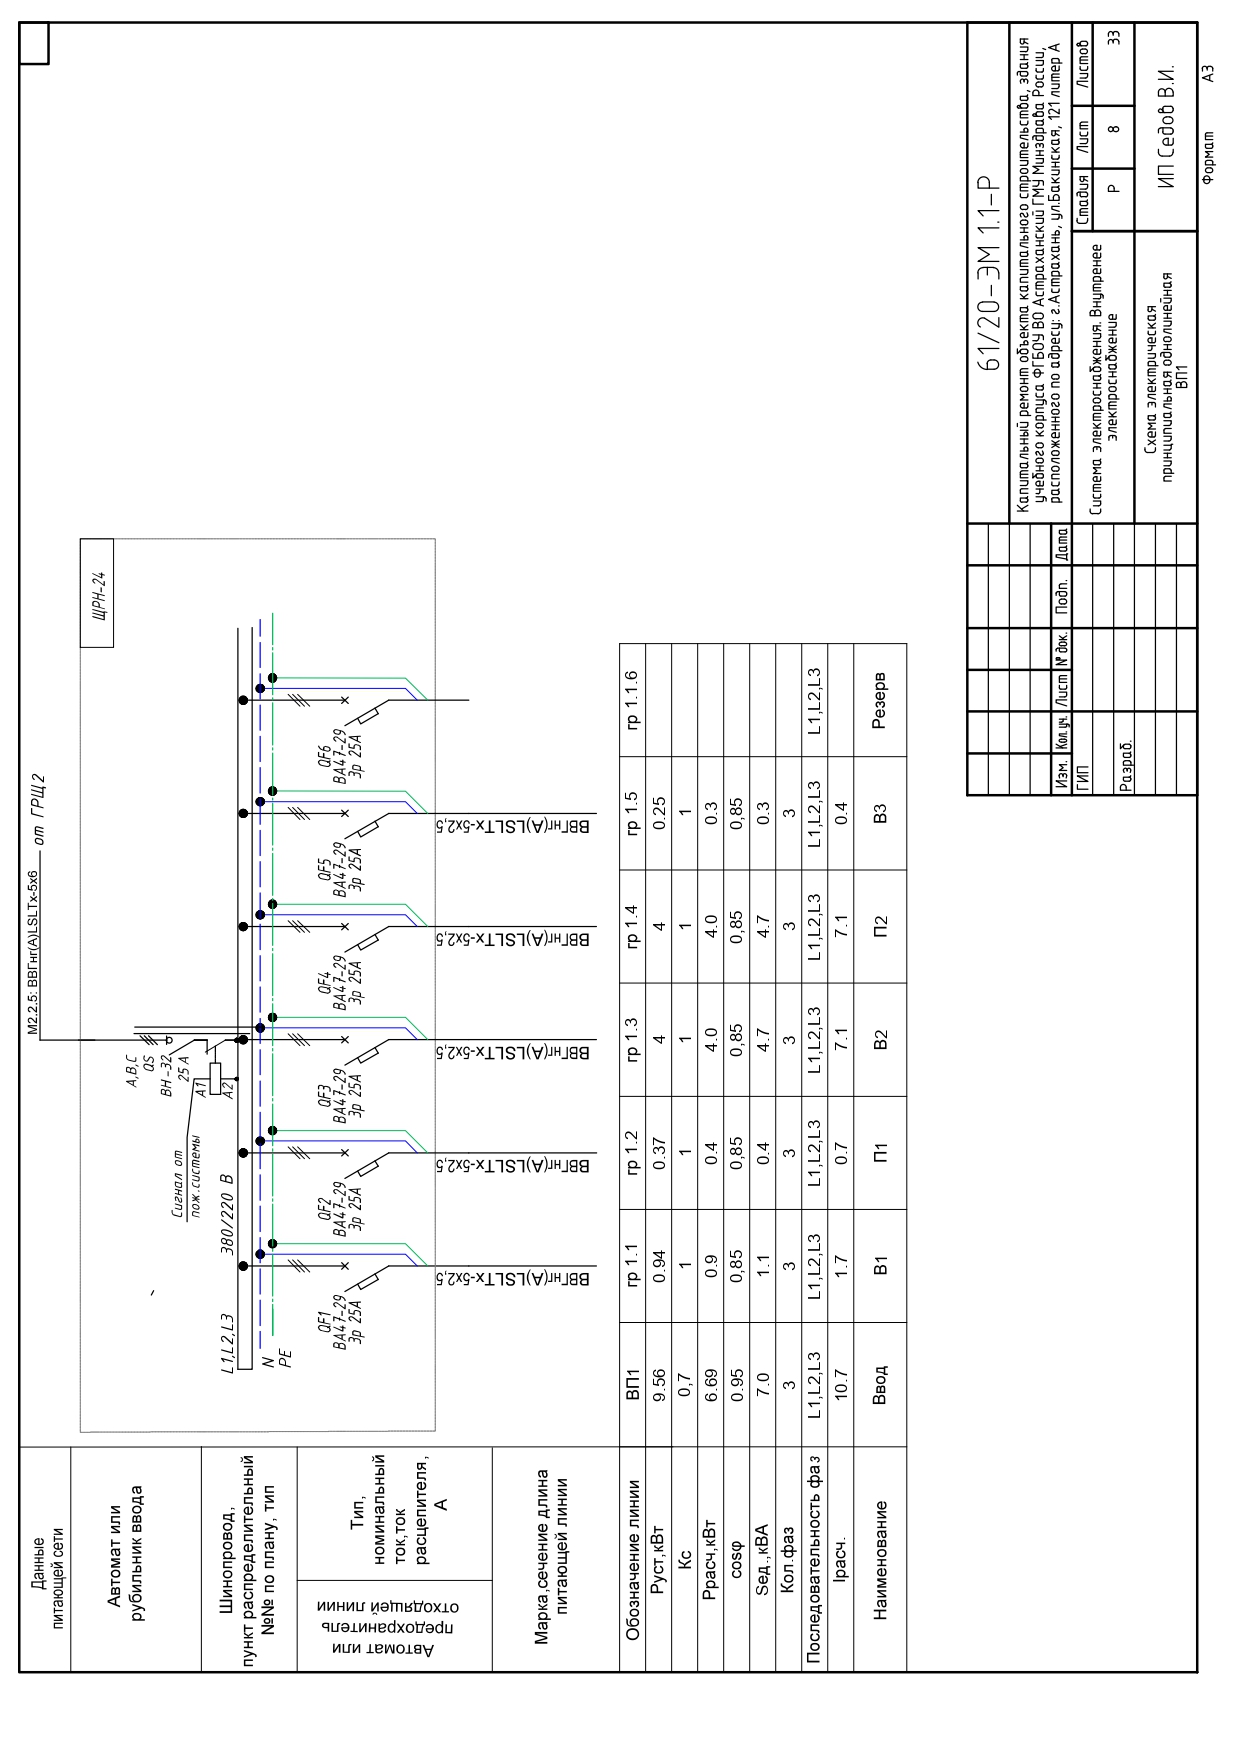 Данные
питающей сети
Автомат или
рубильник ввода
Шинопровод,
пункт распределительный
№№ по плану, тип
Автомат или
предохранитель
отходящей линии
Тип,
номинальный
ток,ток
расцепителя,
А
Марка,сечение длина
питающей линии
М2.2.5: ВВГнг(А)LSLTx-5x6
от ГРЩ2
ЩРН-24
A,B,C
QS
ВН-32
25 А
A1
A2
Сигнал от
пож.системы
380/220 В
L1,L2,L3
N
PE
QF1
ВА47-29
3р 25А
QF2
ВА47-29
3р 25А
QF3
ВА47-29
3р 25А
QF4
ВА47-29
3р 25А
QF5
ВА47-29
3р 25А
QF6
ВА47-29
3р 25А
ВВГнг(А)LSLTx-5x2,5
ВВГнг(А)LSLTx-5x2,5
ВВГнг(А)LSLTx-5x2,5
ВВГнг(А)LSLTx-5x2,5
ВВГнг(А)LSLTx-5x2,5
Обозначение линии ВП1 гр 1.1 гр 1.2 гр 1.3 гр 1.4 гр 1.5 гр 1.1.6
Руст,кВт 9.56 0.94 0.37 4 4 0.25
Кс 0,7 1 1 1 1 1
Ррасч,кВт 6.69 0.9 0.4 4.0 4.0 0.3
cosφ 0.95 0,85 0,85 0,85 0,85 0,85
Sед.,кВА 7.0 1.1 0.4 4.7 4.7 0.3
Кол.фаз 3 3 3 3 3 3
Последовательность фаз L1,L2,L3 L1,L2,L3 L1,L2,L3 L1,L2,L3 L1,L2,L3 L1,L2,L3 L1,L2,L3
Iрасч. 10.7 1.7 0.7 7.1 7.1 0.4
Наименование Ввод В1 П1 В2 П2 В3 Резерв
61/20-ЭМ 1.1-Р
Капитальный ремонт объекта капитального строительства, здания
учебного корпуса ФГБОУ ВО Астраханский ГМУ Минздрава России,
расположенного по адресу: г.Астрахань, ул.Бакинская, 121 литер А
Изм. Кол.уч. Лист № док. Подп. Дата
ГИП
Разраб.
Система электроснабжения. Внутренее
электроснабжение
Стадия Лист Листов
Р 8 33
Схема электрическая
принципиальная однолинейная
ВП1
ИП Седов В.И.
Формат А3